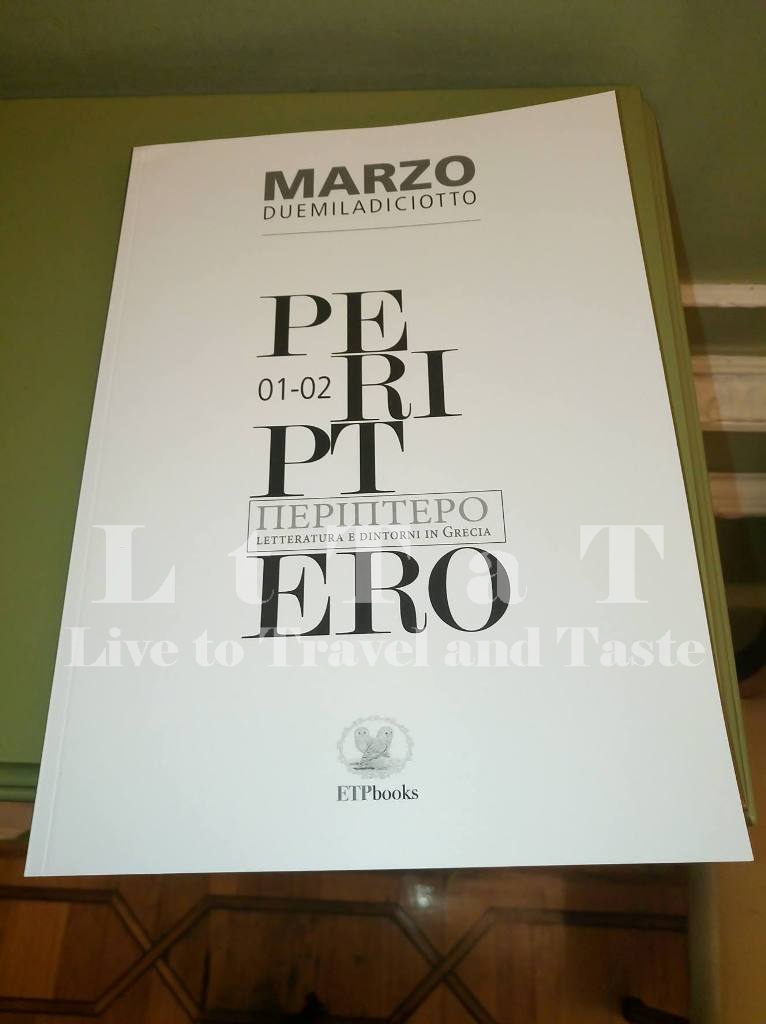 MARZO
DUEMILADICIOTTO
PE
01-02 RI
PT
ΠΕΡΙΠΤΕΡΟ
LETTERATURA E DINTORNI IN GRECIA
ERO
L t T a T
Live to Travel and Taste
ETPbooks